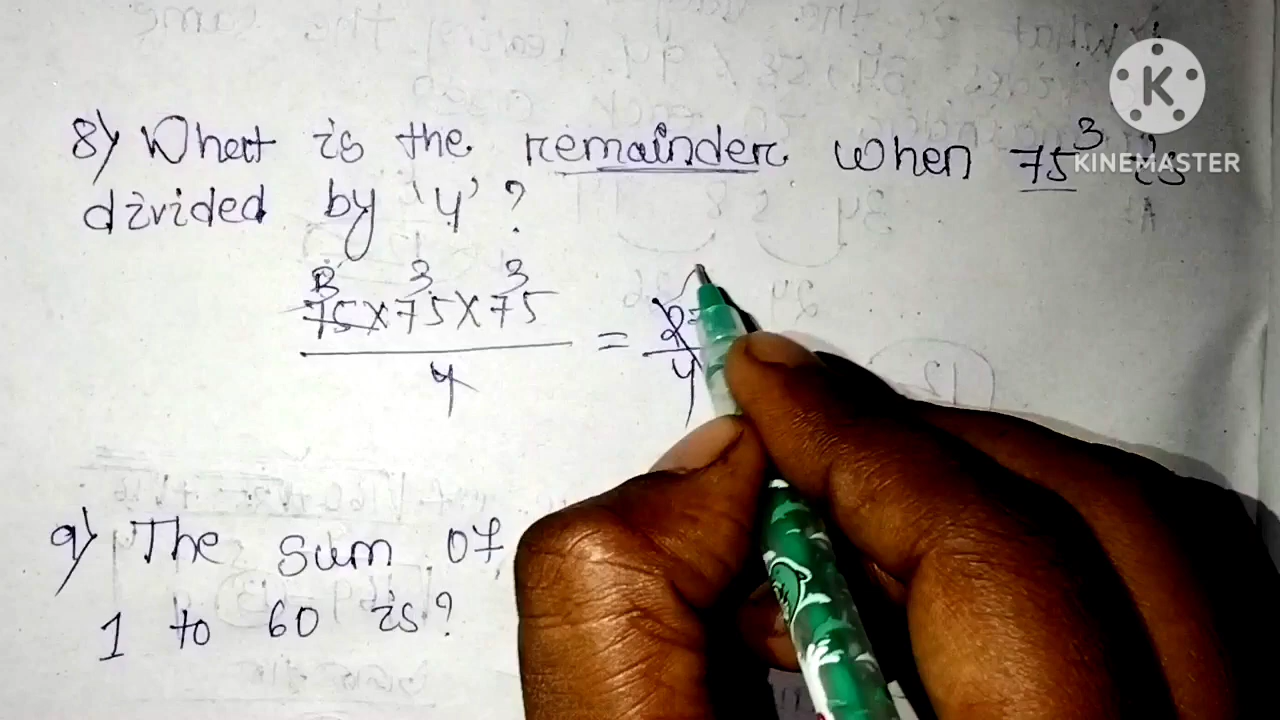 8) What is the remainder when 75³ is
KINEMASTER
divided by '4' ?
3 3 3
75 x 75 x 75
4
=
4
9) The sum of
1 to 60 is?